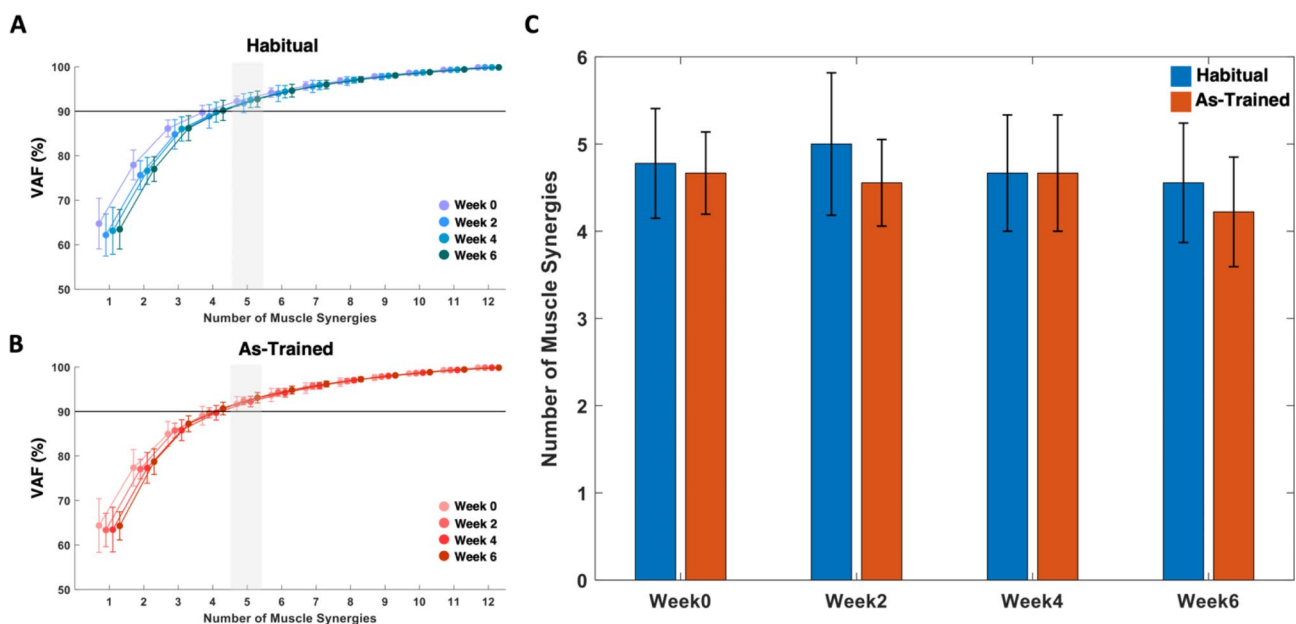 A
Habitual
VAF (%)
100
90
80
70
60
50
Week 0
Week 2
Week 4
Week 6
1 2 3 4 5 6 7 8 9 10 11 12
Number of Muscle Synergies
B
As-Trained
VAF (%)
100
90
80
70
60
50
Week 0
Week 2
Week 4
Week 6
1 2 3 4 5 6 7 8 9 10 11 12
Number of Muscle Synergies
C
Number of Muscle Synergies
6
5
4
3
2
1
0
Habitual
As-Trained
Week0 Week2 Week4 Week6